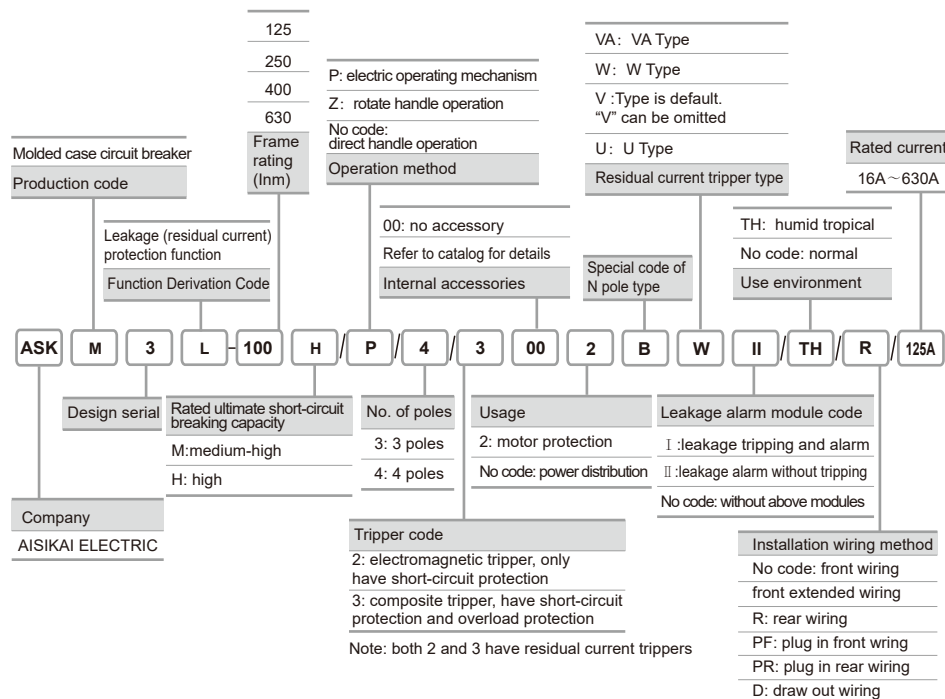 125
250
400
630
Frame
rating
(Inm)
P: electric operating mechanism
Z: rotate handle operation
No code:
direct handle operation
Operation method
VA: VA Type
W: W Type
V :Type is default.
“V” can be omitted
U: U Type
Residual current tripper type
Rated current
16A～630A
Molded case circuit breaker
Production code
Leakage (residual current)
protection function
Function Derivation Code
00: no accessory
Refer to catalog for details
Internal accessories
Special code of
N pole type
TH: humid tropical
No code: normal
Use environment
ASK M 3 L - 100 H / P / 4 / 3 00 2 B W II / TH / R / 125A
Design serial
Rated ultimate short-circuit
breaking capacity
M:medium-high
H: high
No. of poles
3: 3 poles
4: 4 poles
Usage
2: motor protection
No code: power distribution
Leakage alarm module code
Ⅰ :leakage tripping and alarm
Ⅱ :leakage alarm without tripping
No code: without above modules
Company
AISIKAI ELECTRIC
Tripper code
2: electromagnetic tripper, only
have short-circuit protection
3: composite tripper, have short-circuit
protection and overload protection
Note: both 2 and 3 have residual current trippers
Installation wiring method
No code: front wiring
front extended wiring
R: rear wiring
PF: plug in front wiring
PR: plug in rear wiring
D: draw out wiring